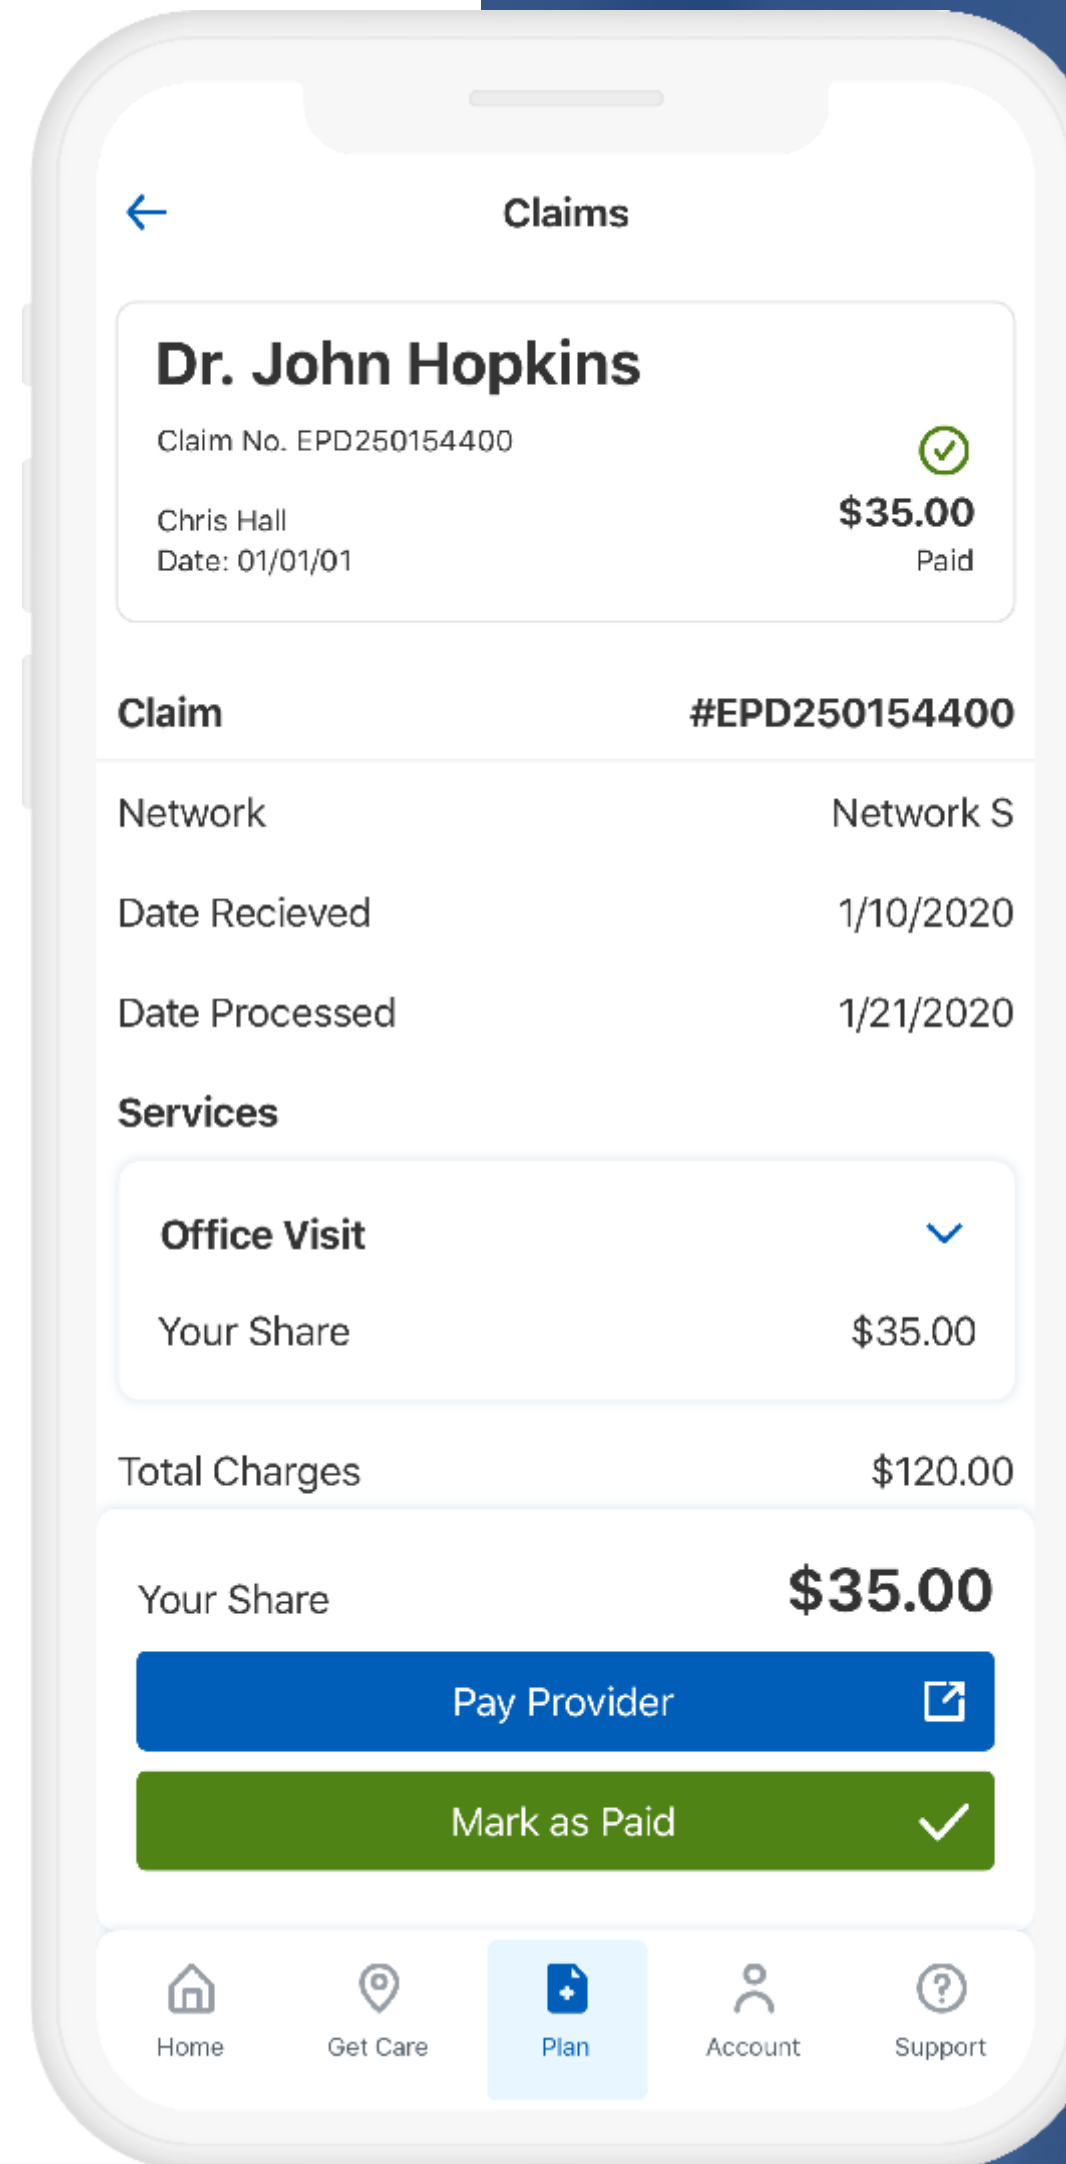 Claims
Dr. John Hopkins
Claim No. EPD250154400
Chris Hall
$35.00
Date: 01/01/01
Paid
Claim #EPD250154400
Network Network S
Date Recieved 1/10/2020
Date Processed 1/21/2020
Services
Office Visit
Your Share $35.00
Total Charges $120.00
Your Share $35.00
Pay Provider
Mark as Paid
Home Get Care Plan Account Support